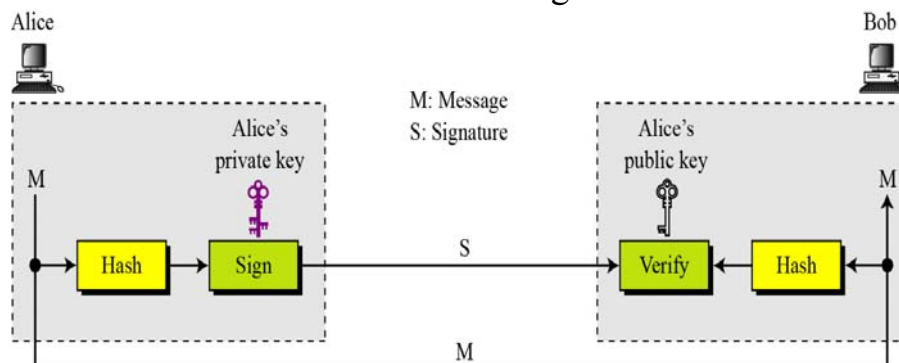 Alice
Bob
M: Message
S: Signature
Alice's
private key
Alice's
public key
M
M
Hash
Sign
S
Verify
Hash
M